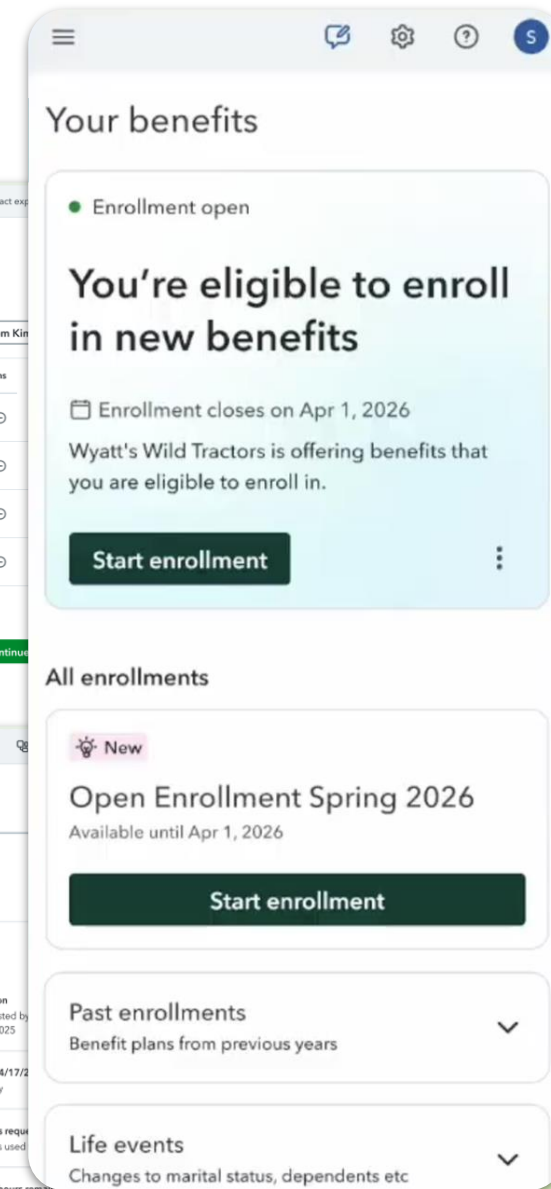 S
Your benefits
Enrollment open
You're eligible to enroll
in new benefits
Enrollment closes on Apr 1, 2026
Wyatt's Wild Tractors is offering benefits that
you are eligible to enroll in.
Start enrollment
All enrollments
New
Open Enrollment Spring 2026
Available until Apr 1, 2026
Start enrollment
Past enrollments
Benefit plans from previous years
Life events
Changes to marital status, dependents etc